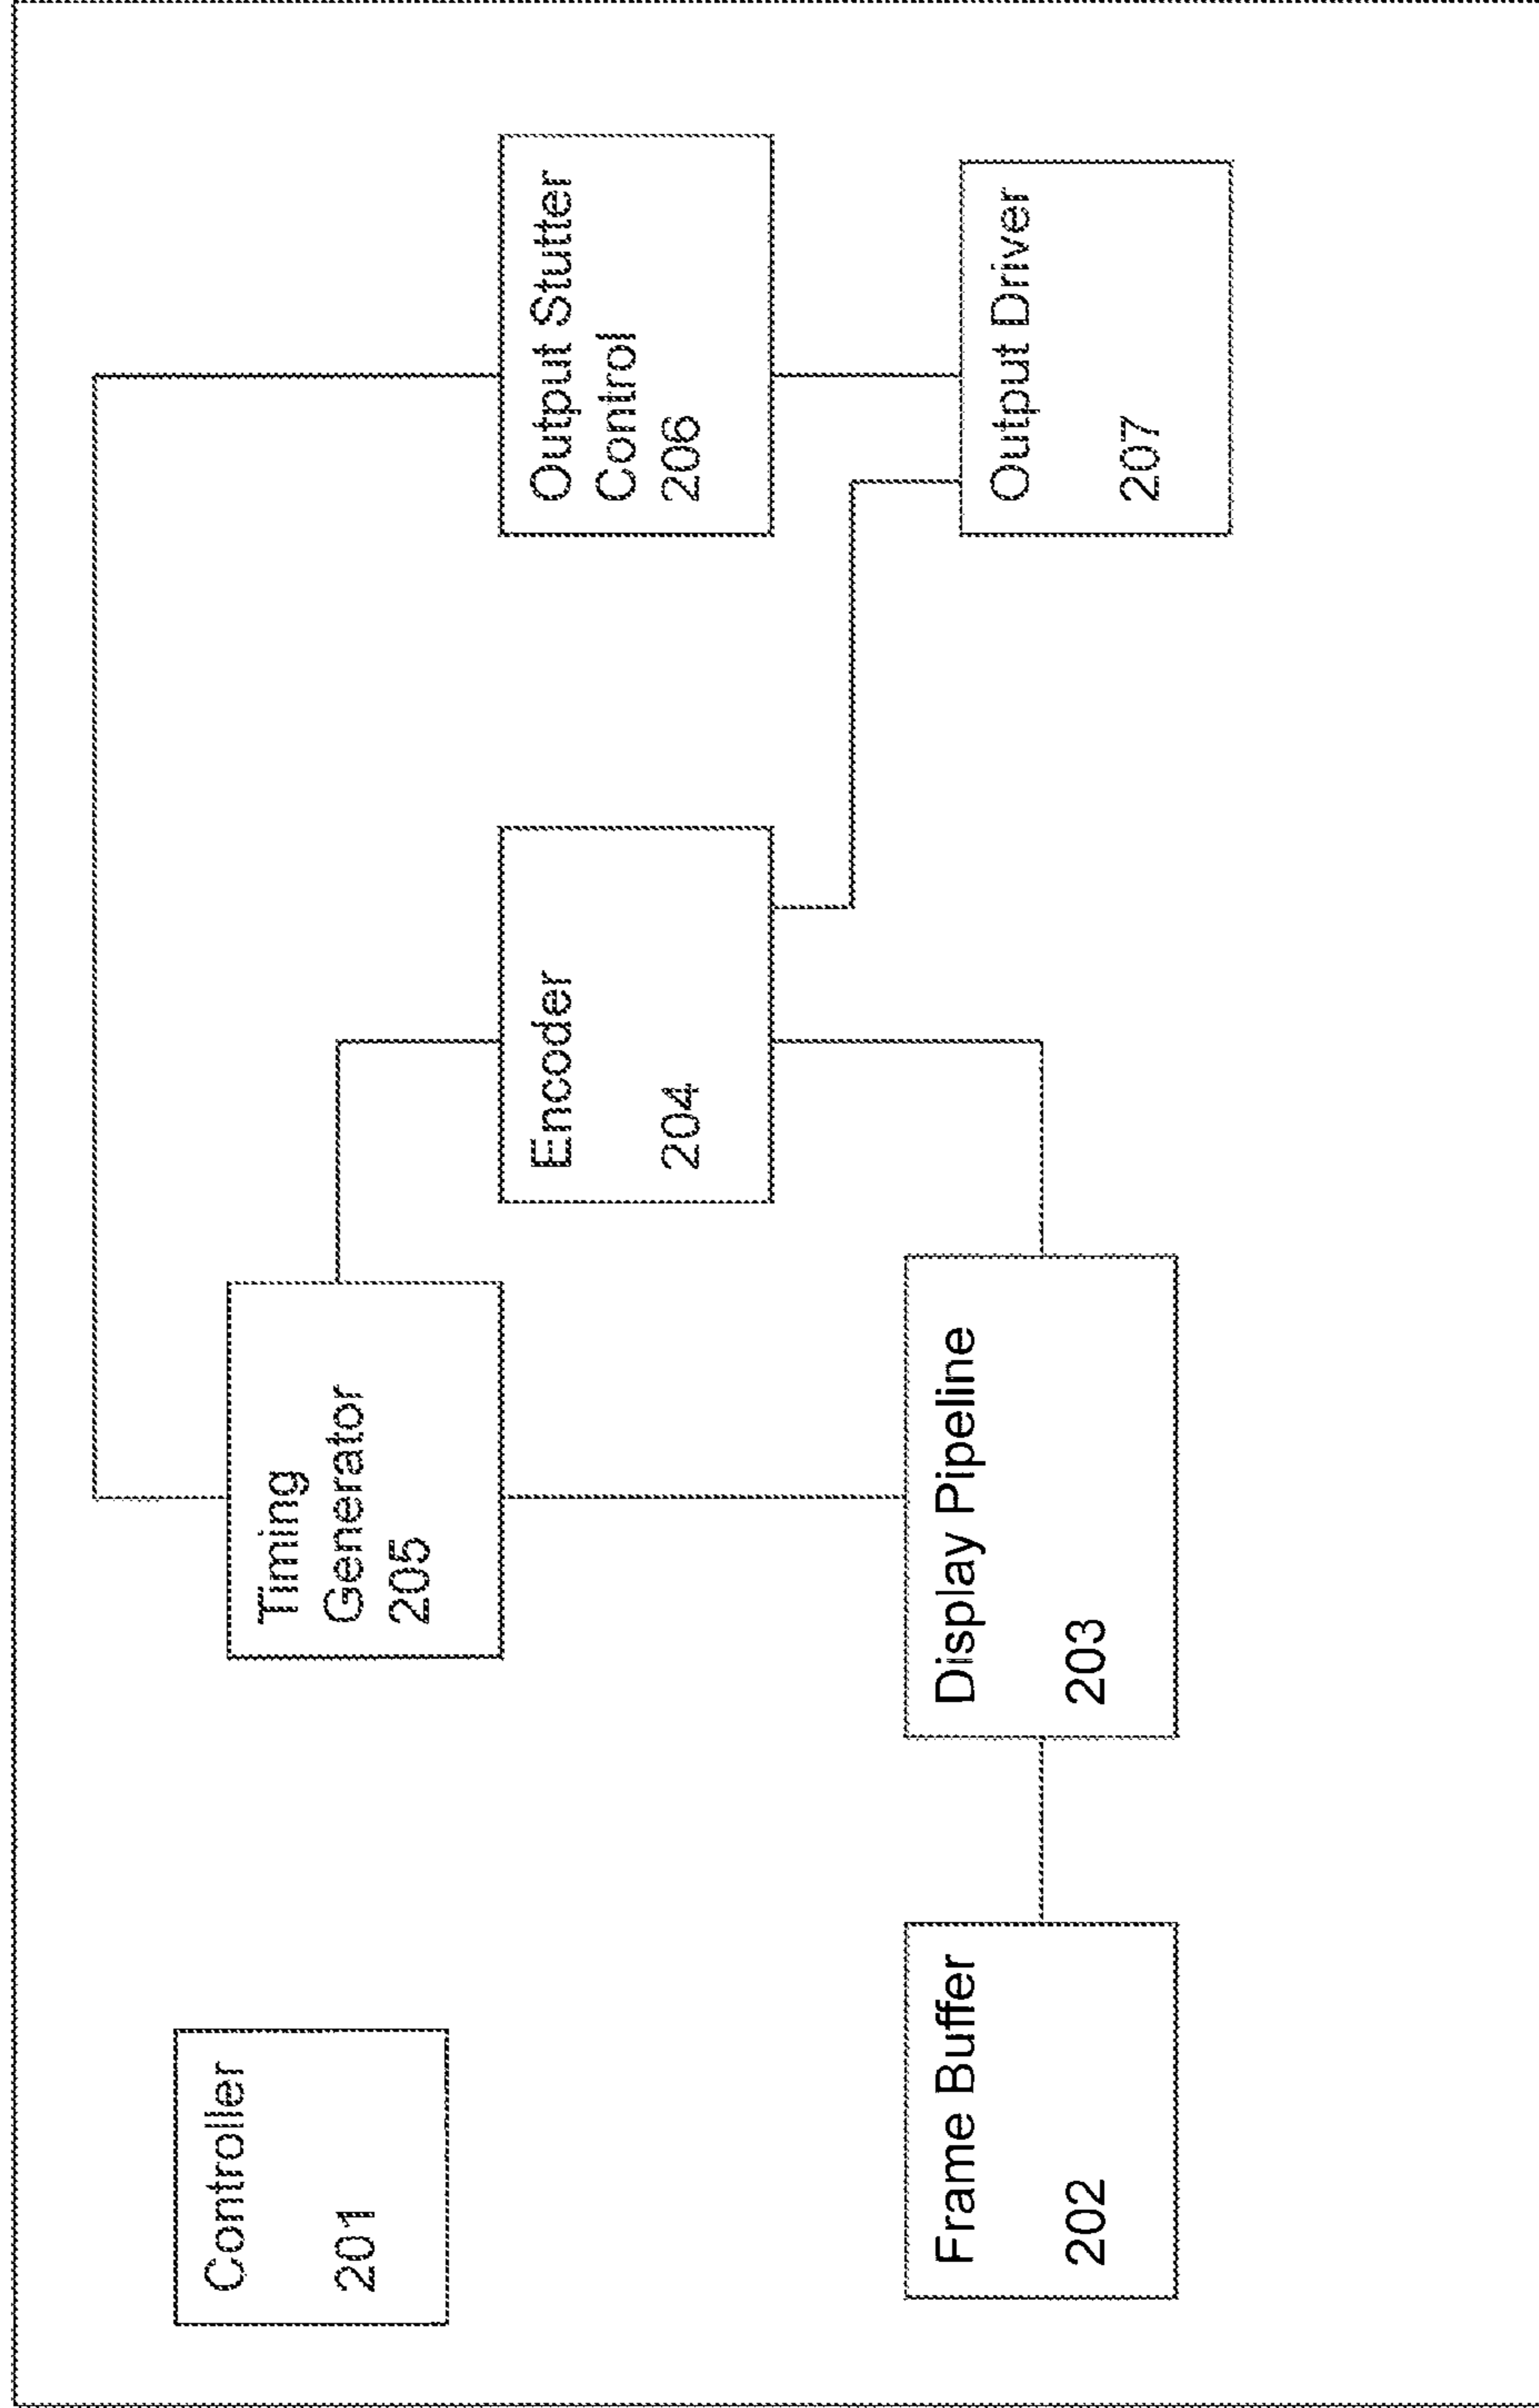 Controller
201
Timing
Generator
205
Encoder
204
Output Stutter
Control
206
Frame Buffer
202
Display Pipeline
203
Output Driver
207